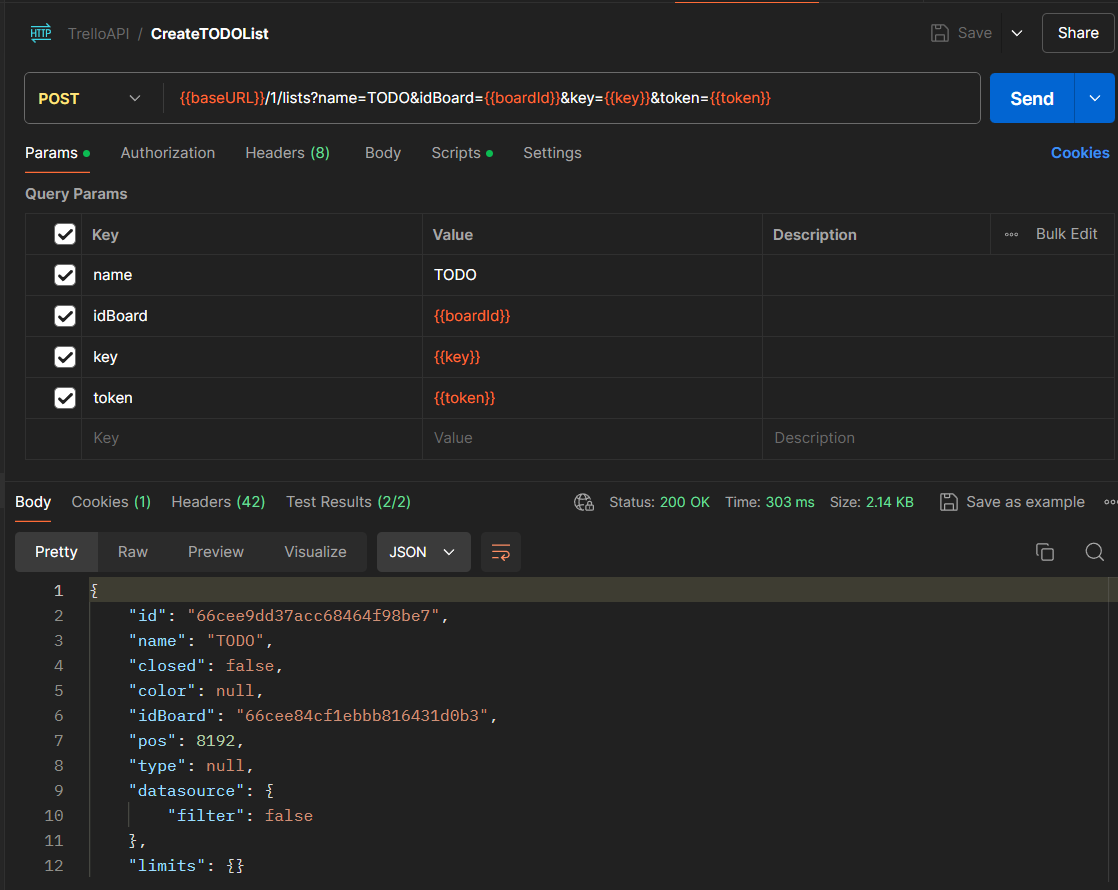 HTTP TrelloAPI / CreateTODOList Save Share
POST {{baseURL}}/1/lists?name=TODO&idBoard={{boardId}}&key={{key}}&token={{token}} Send
Params Authorization Headers (8) Body Scripts Settings Cookies
Query Params
Key Value Description Bulk Edit
name TODO
idBoard {{boardId}}
key {{key}}
token {{token}}
Key Value Description
Body Cookies (1) Headers (42) Test Results (2/2) Status: 200 OK Time: 303 ms Size: 2.14 KB Save as example
Pretty Raw Preview Visualize JSON
1 {
2 "id": "66cee9dd37acc68464f98be7",
3 "name": "TODO",
4 "closed": false,
5 "color": null,
6 "idBoard": "66cee84cf1ebbb816431d0b3",
7 "pos": 8192,
8 "type": null,
9 "datasource": {
10 "filter": false
11 },
12 "limits": {}